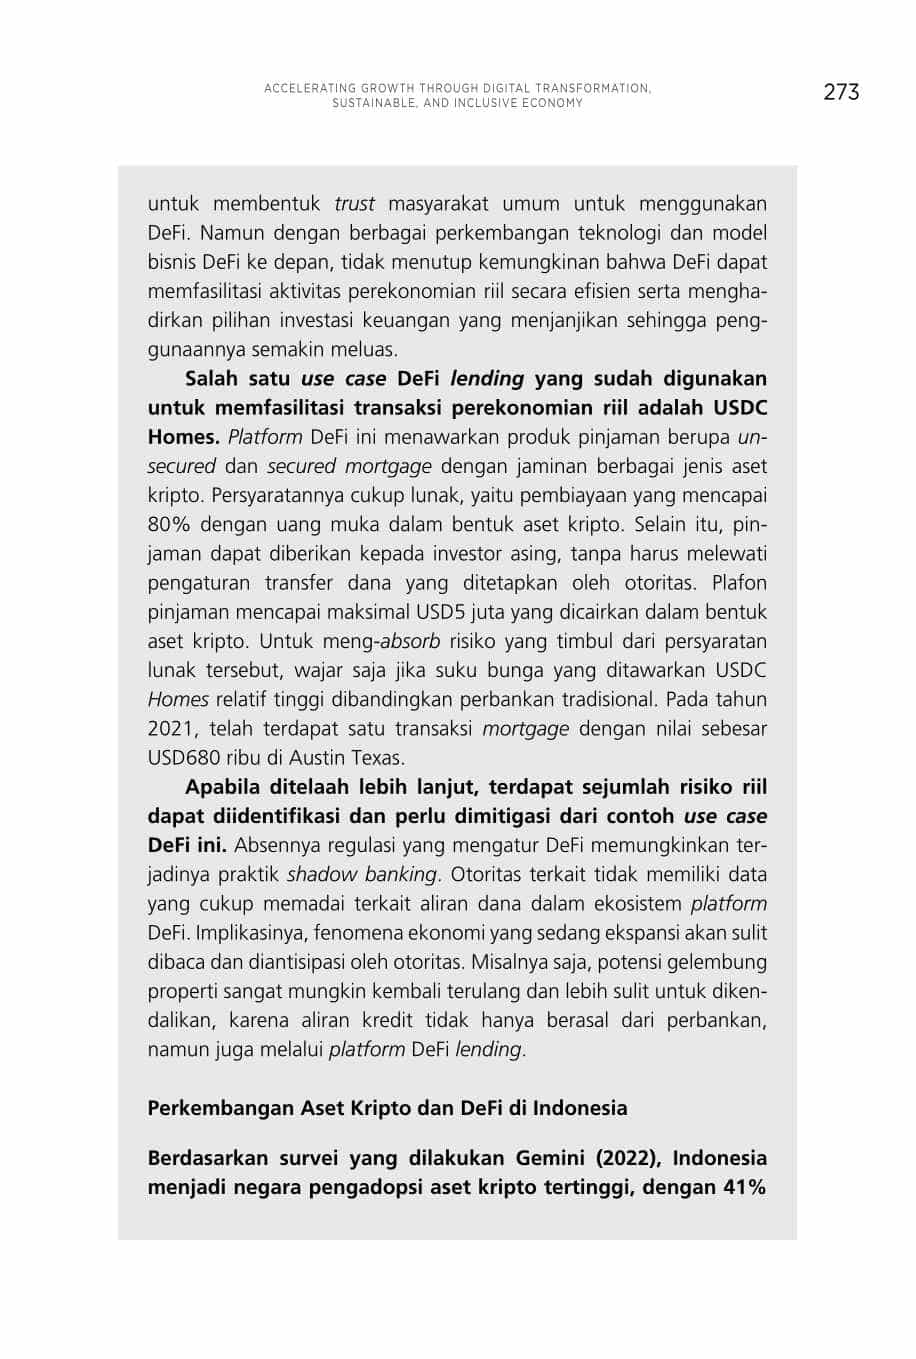 ACCELERATING GROWTH THROUGH DIGITAL TRANSFORMATION,
SUSTAINABLE, AND INCLUSIVE ECONOMY
273
untuk membentuk trust masyarakat umum untuk menggunakan
DeFi. Namun dengan berbagai perkembangan teknologi dan model
bisnis DeFi ke depan, tidak menutup kemungkinan bahwa DeFi dapat
memfasilitasi aktivitas perekonomian riil secara efisien serta mengha-
dirkan pilihan investasi keuangan yang menjanjikan sehingga peng-
gunaannya semakin meluas.
Salah satu use case DeFi lending yang sudah digunakan
untuk memfasilitasi transaksi perekonomian riil adalah USDC
Homes. Platform DeFi ini menawarkan produk pinjaman berupa un-
secured dan secured mortgage dengan jaminan berbagai jenis aset
kripto. Persyaratannya cukup lunak, yaitu pembiayaan yang mencapai
80% dengan uang muka dalam bentuk aset kripto. Selain itu, pin-
jaman dapat diberikan kepada investor asing, tanpa harus melewati
pengaturan transfer dana yang ditetapkan oleh otoritas. Plafon
pinjaman mencapai maksimal USD5 juta yang dicairkan dalam bentuk
aset kripto. Untuk meng-absorb risiko yang timbul dari persyaratan
lunak tersebut, wajar saja jika suku bunga yang ditawarkan USDC
Homes relatif tinggi dibandingkan perbankan tradisional. Pada tahun
2021, telah terdapat satu transaksi mortgage dengan nilai sebesar
USD680 ribu di Austin Texas.
Apabila ditelaah lebih lanjut, terdapat sejumlah risiko riil
dapat diidentifikasi dan perlu dimitigasi dari contoh use case
DeFi ini. Absennya regulasi yang mengatur DeFi memungkinkan ter-
jadinya praktik shadow banking. Otoritas terkait tidak memiliki data
yang cukup memadai terkait aliran dana dalam ekosistem platform
DeFi. Implikasinya, fenomena ekonomi yang sedang ekspansi akan sulit
dibaca dan diantisipasi oleh otoritas. Misalnya saja, potensi gelembung
properti sangat mungkin kembali terulang dan lebih sulit untuk diken-
dalikan, karena aliran kredit tidak hanya berasal dari perbankan,
namun juga melalui platform DeFi lending.
Perkembangan Aset Kripto dan DeFi di Indonesia
Berdasarkan survei yang dilakukan Gemini (2022), Indonesia
menjadi negara pengadopsi aset kripto tertinggi, dengan 41%